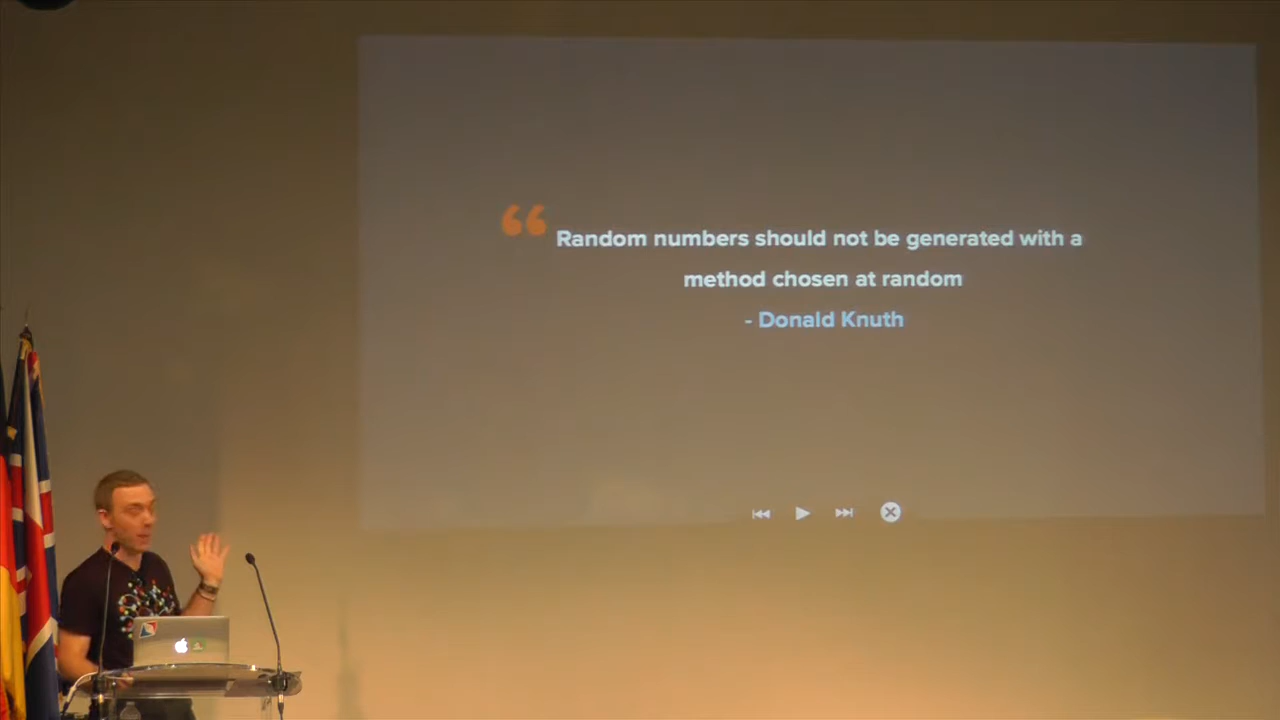 “ Random numbers should not be generated with a
method chosen at random
- Donald Knuth